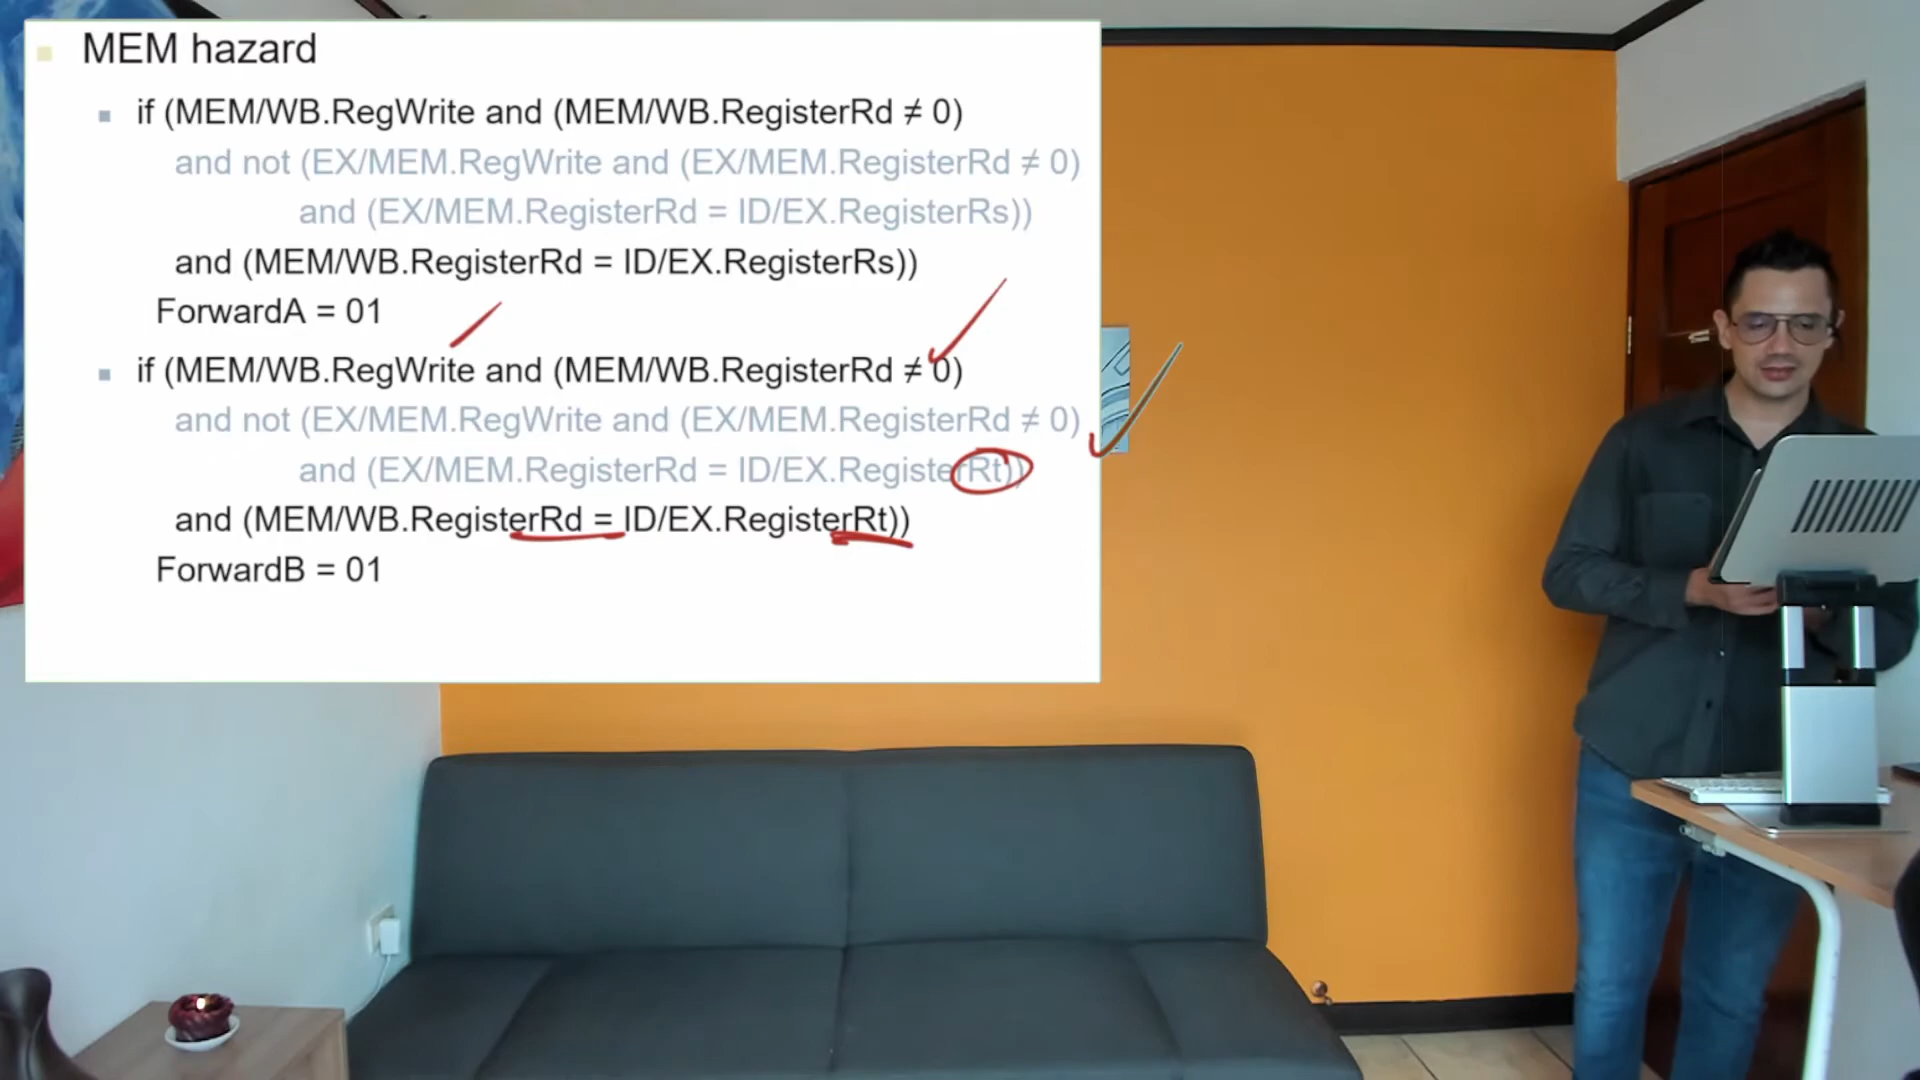 MEM hazard
if (MEM/WB.RegWrite and (MEM/WB.RegisterRd ≠ 0)
and not (EX/MEM.RegWrite and (EX/MEM.RegisterRd ≠ 0)
and (EX/MEM.RegisterRd = ID/EX.RegisterRs))
and (MEM/WB.RegisterRd = ID/EX.RegisterRs))
ForwardA = 01
if (MEM/WB.RegWrite and (MEM/WB.RegisterRd ≠ 0)
and not (EX/MEM.RegWrite and (EX/MEM.RegisterRd ≠ 0)
and (EX/MEM.RegisterRd = ID/EX.RegisterRt))
and (MEM/WB.RegisterRd = ID/EX.RegisterRt))
ForwardB = 01